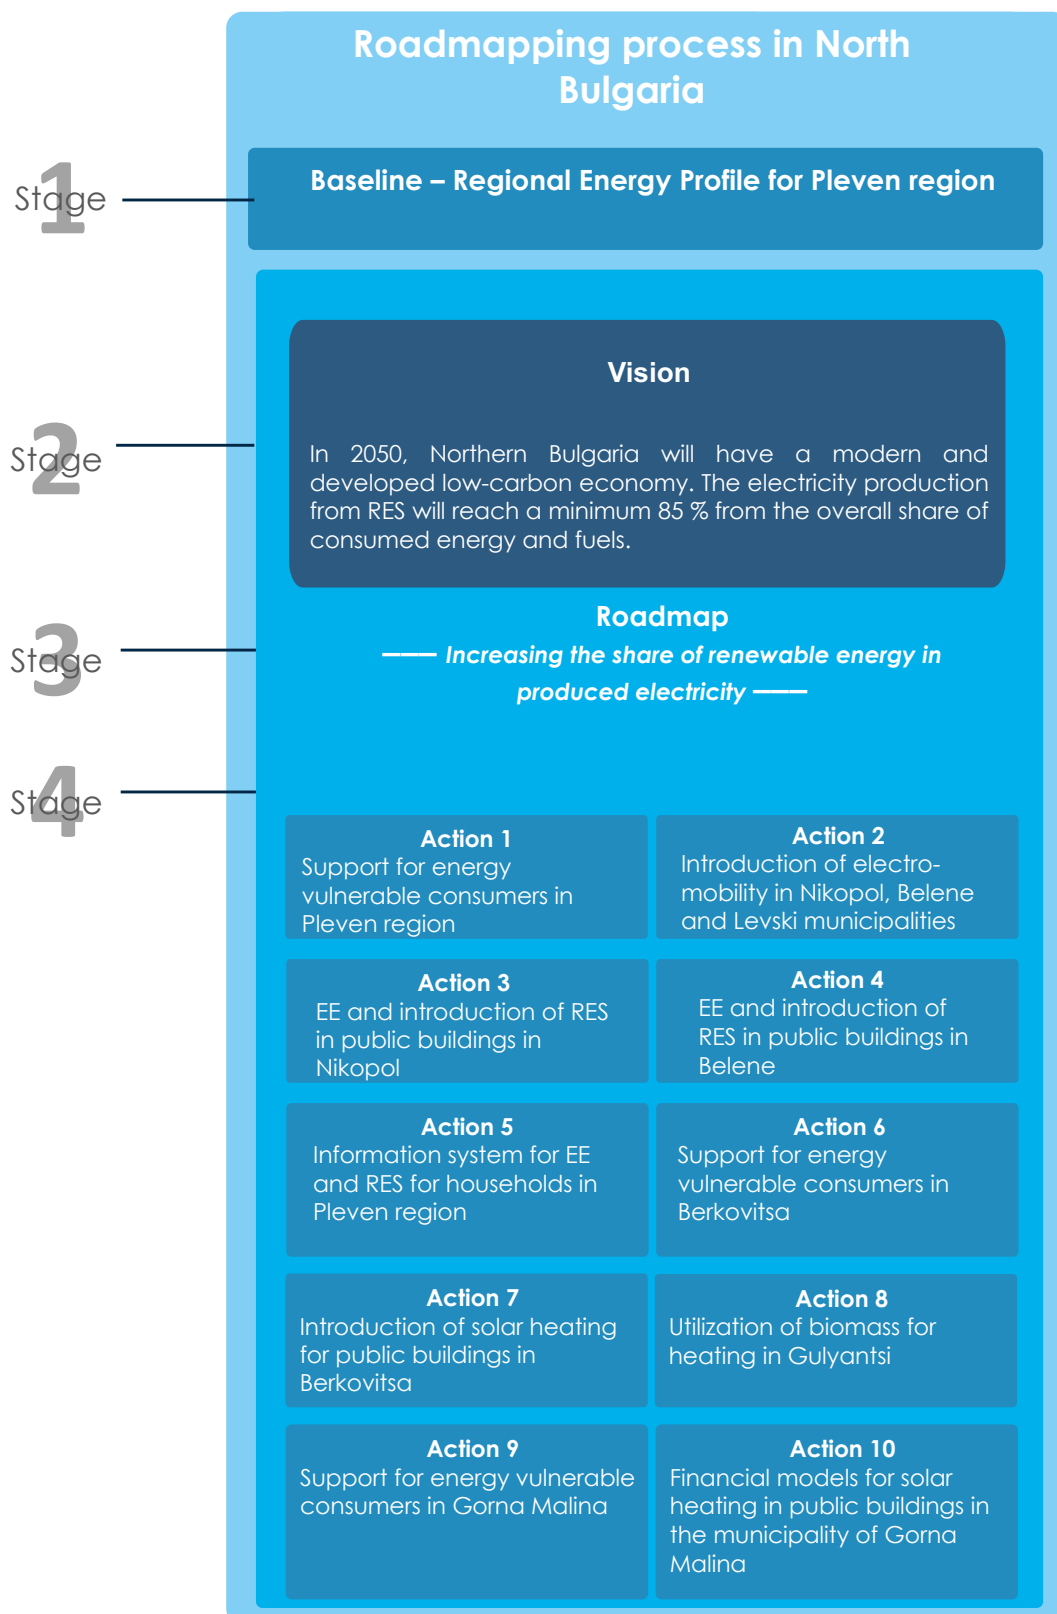 Roadmapping process in North
Bulgaria
1
Stage
Baseline – Regional Energy Profile for Pleven region
2
Stage
Vision
In 2050, Northern Bulgaria will have a modern and
developed low-carbon economy. The electricity production
from RES will reach a minimum 85 % from the overall share of
consumed energy and fuels.
3
Stage
Roadmap
—— Increasing the share of renewable energy in
produced electricity ——
4
Stage
Action 1
Support for energy
vulnerable consumers in
Pleven region
Action 2
Introduction of electro-
mobility in Nikopol, Belene
and Levski municipalities
Action 3
EE and introduction of RES
in public buildings in
Nikopol
Action 4
EE and introduction of
RES in public buildings in
Belene
Action 5
Information system for EE
and RES for households in
Pleven region
Action 6
Support for energy
vulnerable consumers in
Berkovitsa
Action 7
Introduction of solar heating
for public buildings in
Berkovitsa
Action 8
Utilization of biomass for
heating in Gulyantsi
Action 9
Support for energy vulnerable
consumers in Gorna Malina
Action 10
Financial models for solar
heating in public buildings in
the municipality of Gorna
Malina